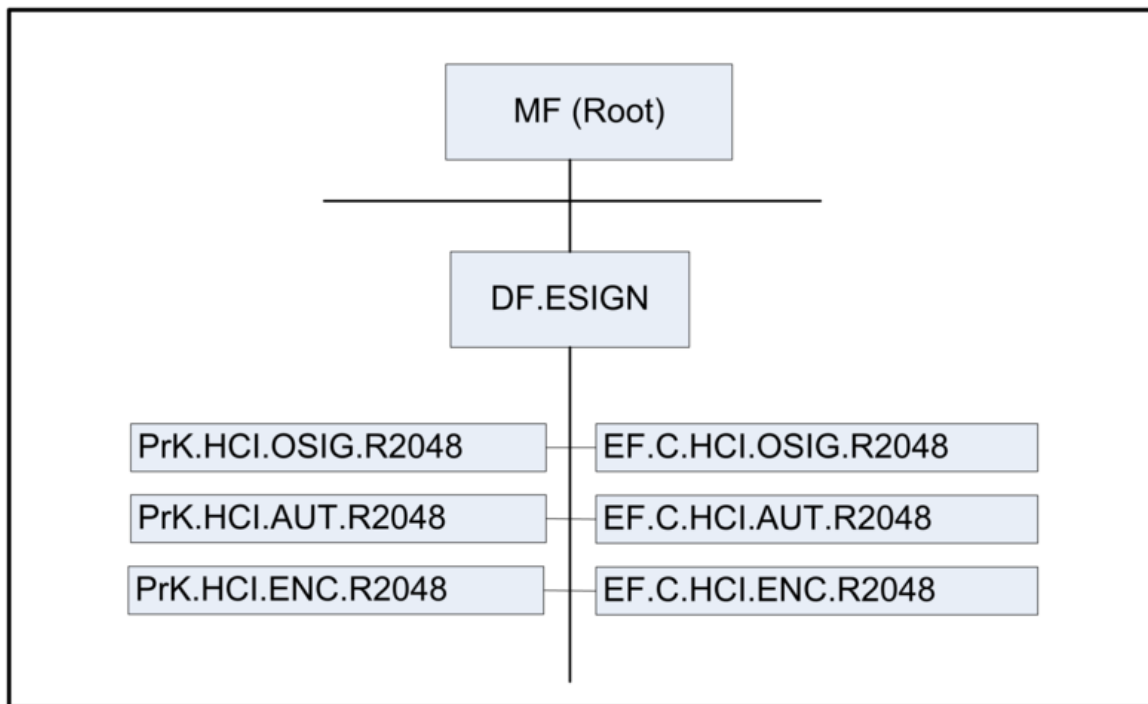 MF (Root)
DF.ESIGN
PrK.HCI.OSIG.R2048
EF.C.HCI.OSIG.R2048
PrK.HCI.AUT.R2048
EF.C.HCI.AUT.R2048
PrK.HCI.ENC.R2048
EF.C.HCI.ENC.R2048